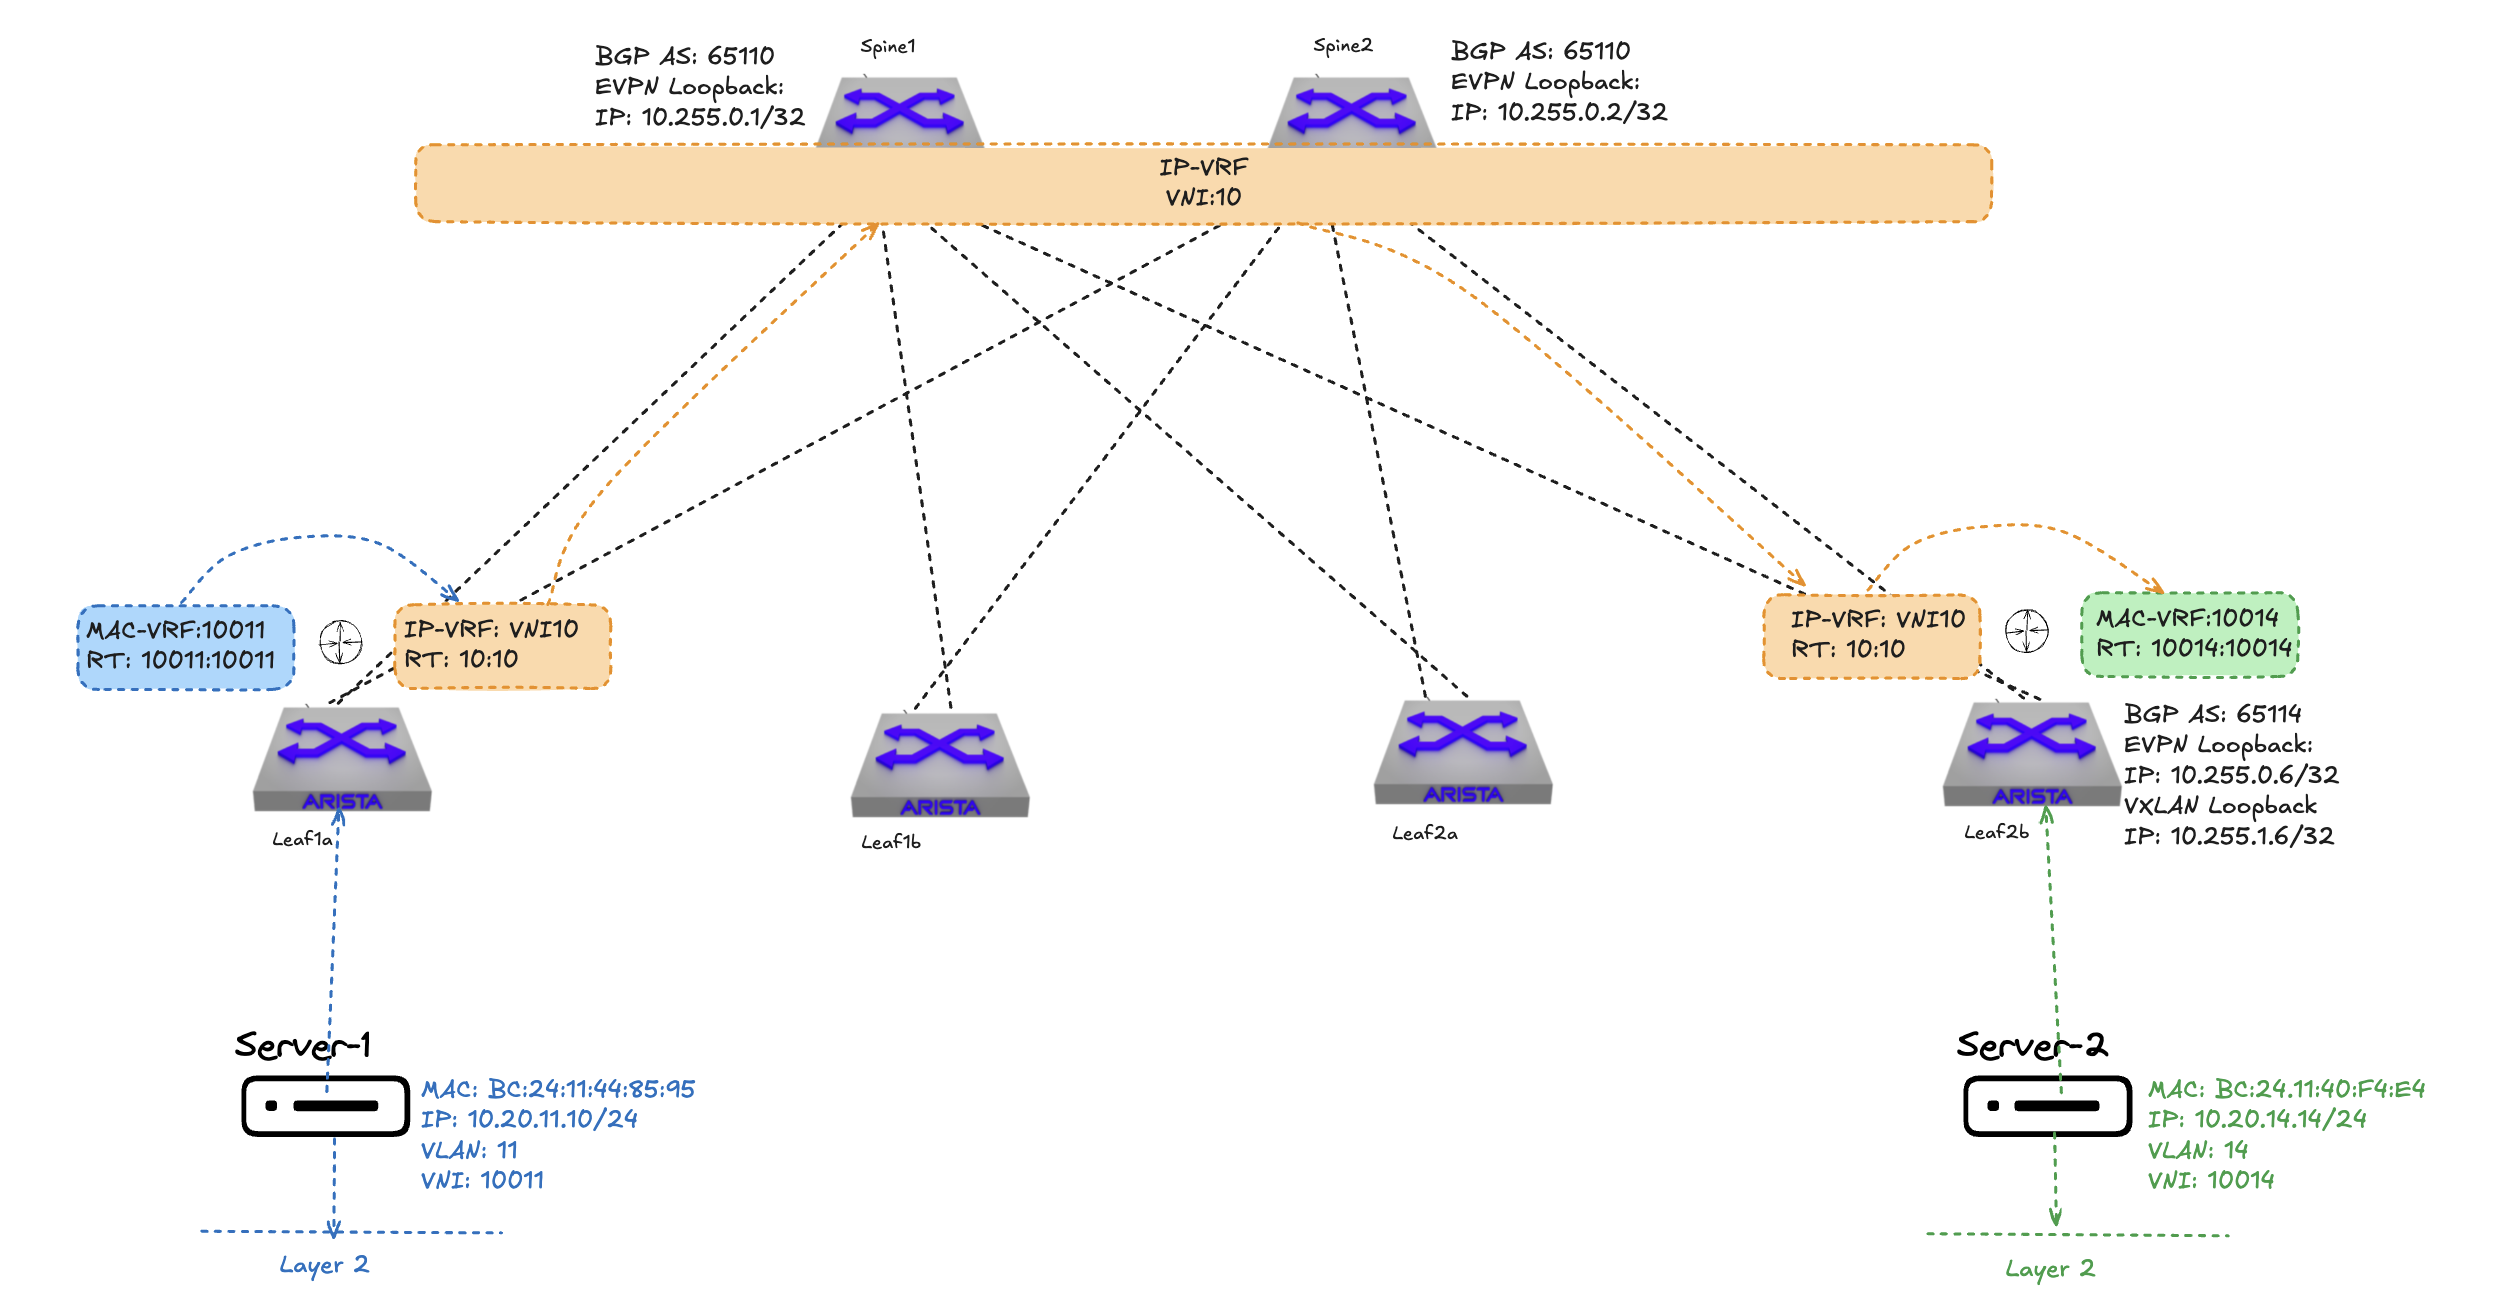 Spine1
BGP AS: 65110
EVPN Loopback:
IP: 10.255.0.1/32
Spine2
BGP AS: 65110
EVPN Loopback:
IP: 10.255.0.2/32
IP-VRF
VNI:10
MAC-VRF:10011
RT: 10011:10011
IP-VRF: VNI10
RT: 10:10
IP-VRF: VNI10
RT: 10:10
MAC-VRF:10014
RT: 10014:10014
ARISTA
Leaf1a
ARISTA
Leaf1b
ARISTA
Leaf2a
ARISTA
Leaf2b
BGP AS: 65114
EVPN Loopback:
IP: 10.255.0.6/32
VXLAN Loopback
IP: 10.255.1.6/32
Server-1
MAC: BC:24:11:44:85:95
IP: 10.20.11.10/24
VLAN: 11
VNI: 10011
Layer 2
Server-2
MAC: BC:24.11:40:F4:E4
IP: 10.20.14.14/24
VLAN: 14
VNI: 10014
Layer 2